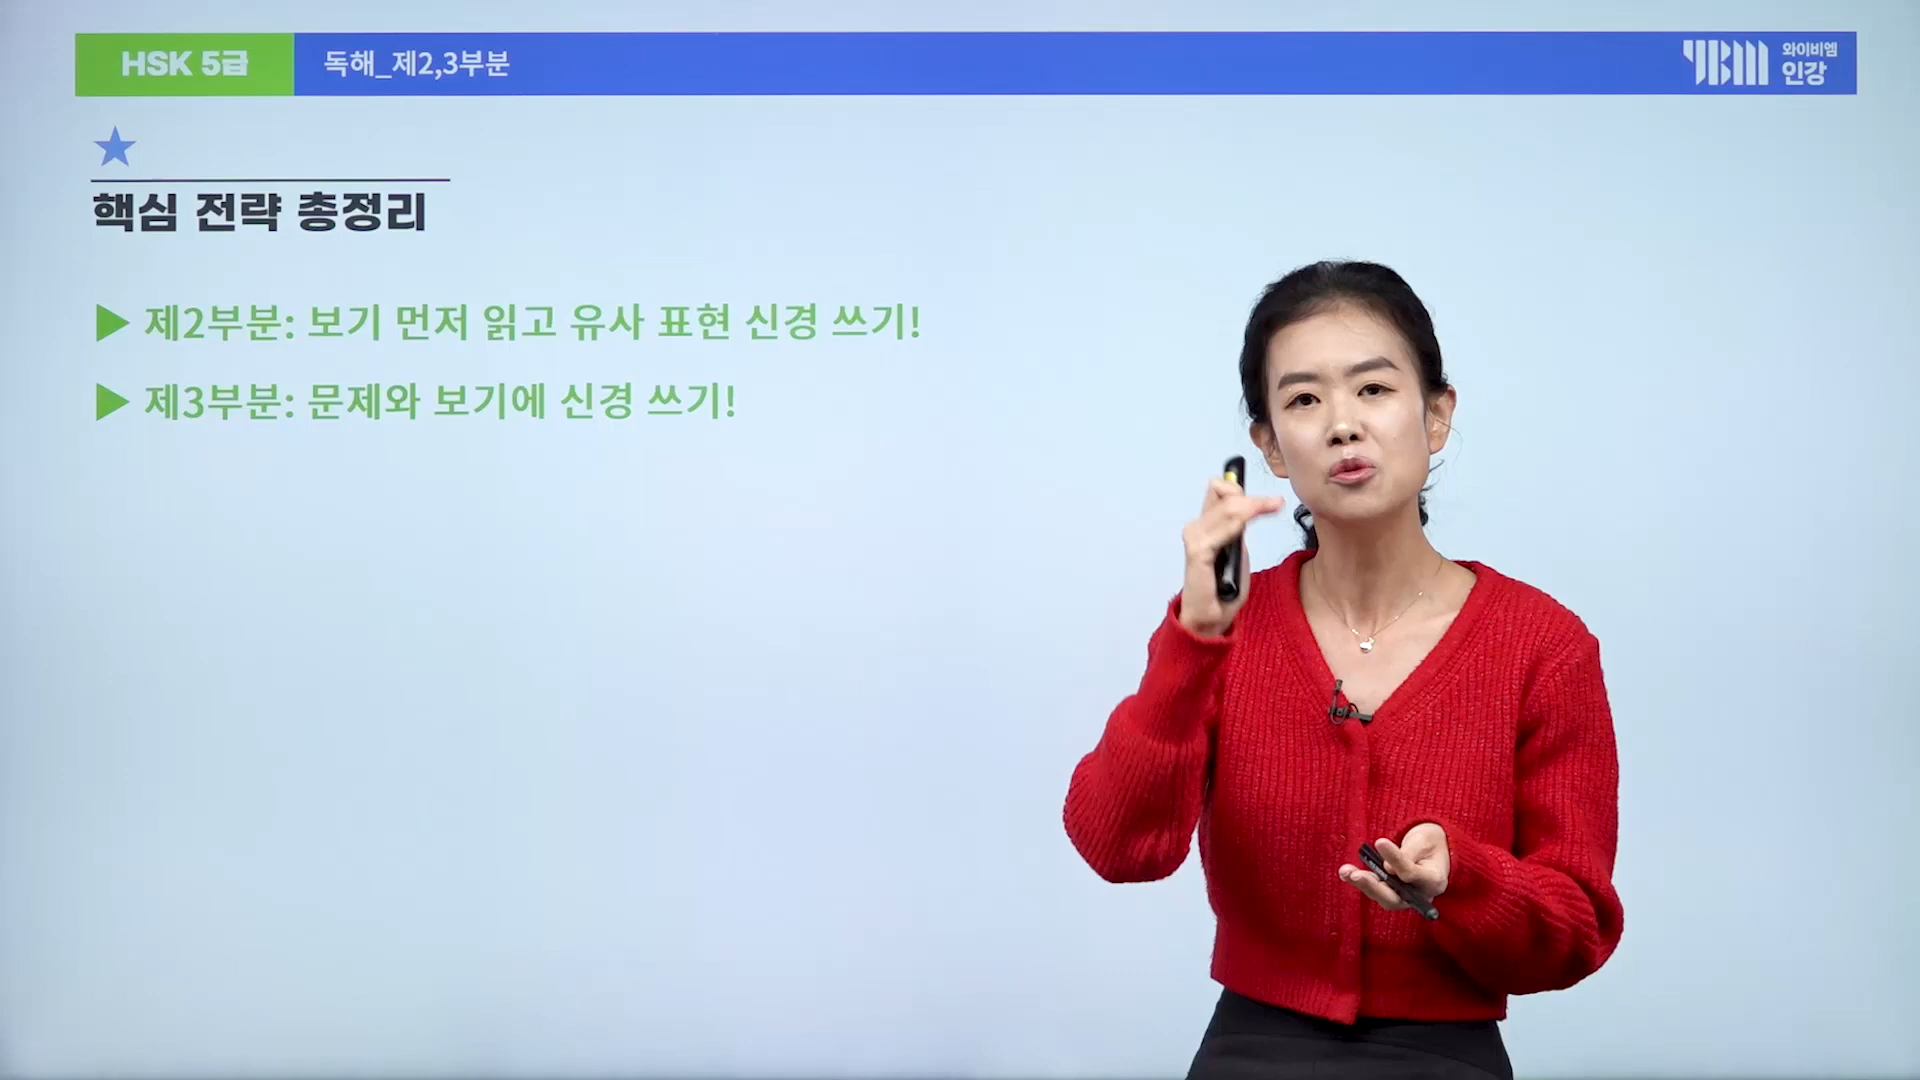 HSK 5급
독해_제2,3부분
YBM 와이비엠
인강
핵심 전략 총정리
▶ 제2부분: 보기 먼저 읽고 유사 표현 신경 쓰기!
▶ 제3부분: 문제와 보기에 신경 쓰기!